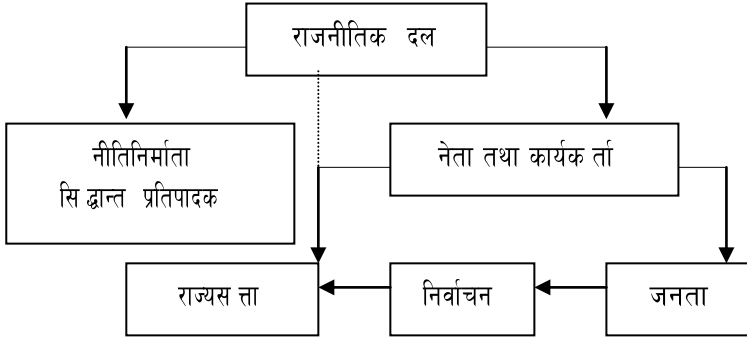 राजनीतिक दल
नीतिनिर्माता
सिद्धान्त प्रतिपादक
नेता तथा कार्यकर्ता
राज्यसत्ता
निर्वाचन
जनता